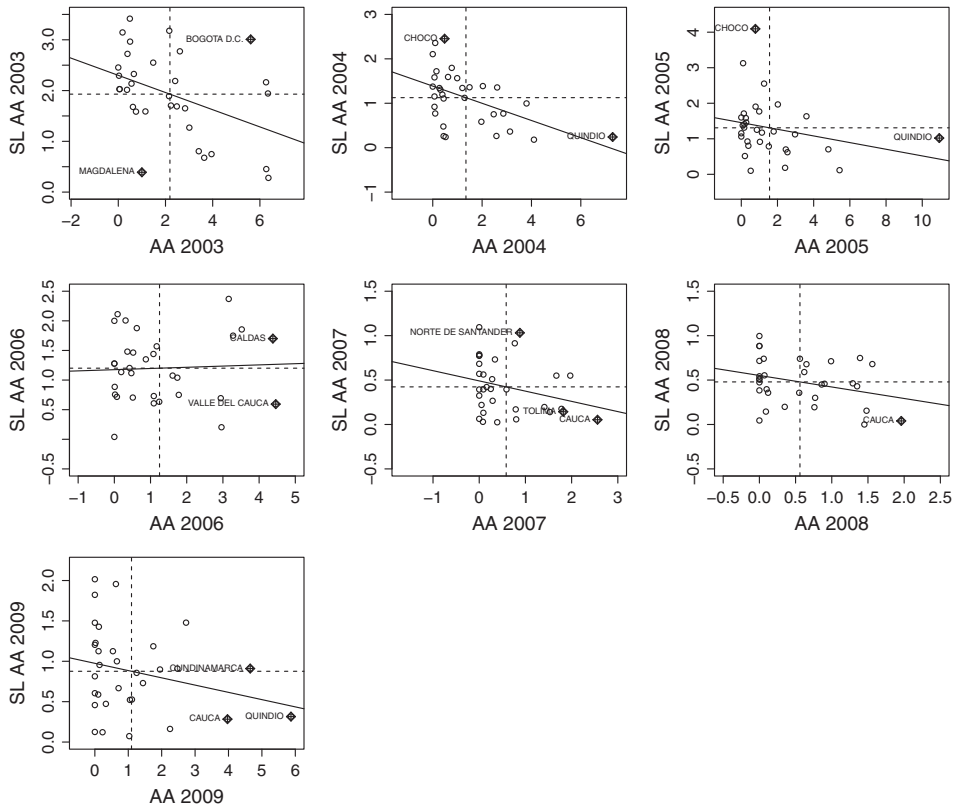 SL AA 2003
0.0 1.0 2.0 3.0
BOGOTA D.C.
MAGDALENA
−2 0 2 4 6
AA 2003
SL AA 2004
−1 0 1 2 3
CHOCO
QUINDIO
0 2 4 6
AA 2004
SL AA 2005
0 1 2 3 4
CHOCO
QUINDIO
0 2 4 6 8 10
AA 2005
SL AA 2006
−0.5 0.5 1.0 1.5 2.0 2.5
CALDAS
VALLE DEL CAUCA
−1 0 1 2 3 4 5
AA 2006
SL AA 2007
−0.5 0.0 0.5 1.0 1.5
NORTE DE SANTANDER
TOLIMA
CAUCA
−1 0 1 2 3
AA 2007
SL AA 2008
−0.5 0.0 0.5 1.0 1.5
CAUCA
−0.5 0.0 0.5 1.0 1.5 2.0 2.5
AA 2008
SL AA 2009
0.0 0.5 1.0 1.5 2.0
CUNDINAMARCA
CAUCA
QUINDIO
0 1 2 3 4 5 6
AA 2009